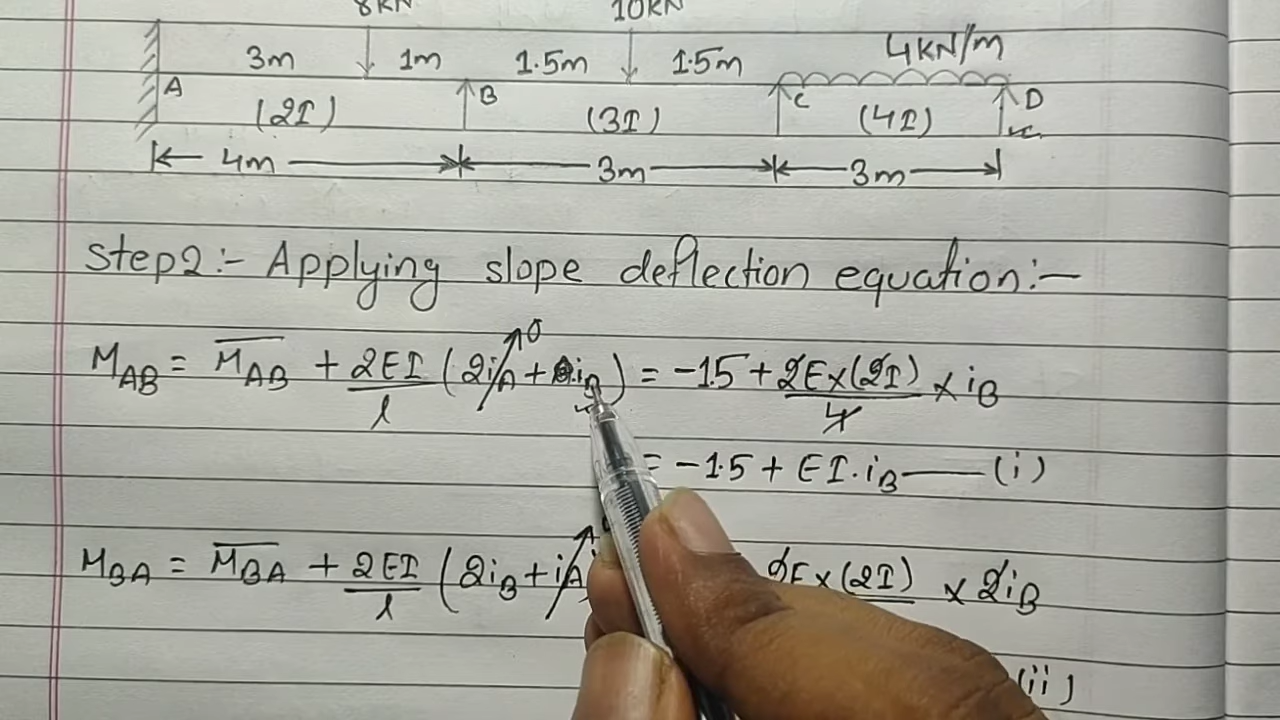 8KN 10KN
3m 1m 1.5m 1.5m 4KN/m
A B C D
(2I) (3I) (4I)
4m 3m 3m
Step2:- Applying slope deflection equation:-
M_AB = M̅_AB + 2EI/l (2i_A + i_B) = -1.5 + 2E×(2I)/4 × i_B
0
= -1.5 + EI.i_B —— (i)
M_BA = M̅_BA + 2EI/l (2i_B + i_A 2E×(2I) × 2i_B
(ii)